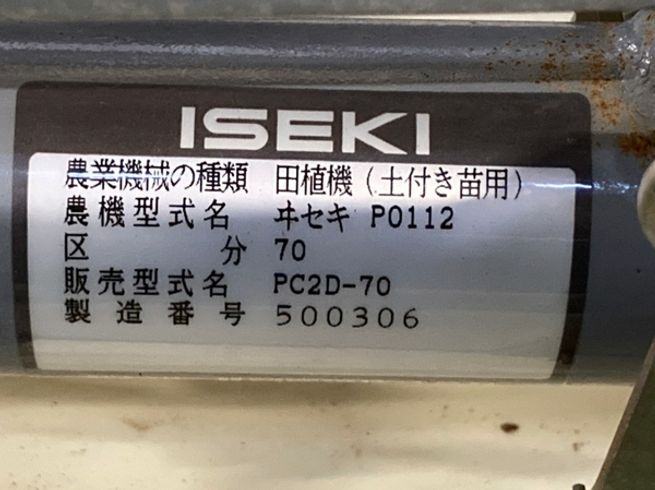 ISEKI
農業機械の種類 田植機(土付き苗用)
農機型式名 ヰセキ P0112
区分 70
販売型式名 PC2D-70
製造番号 500306